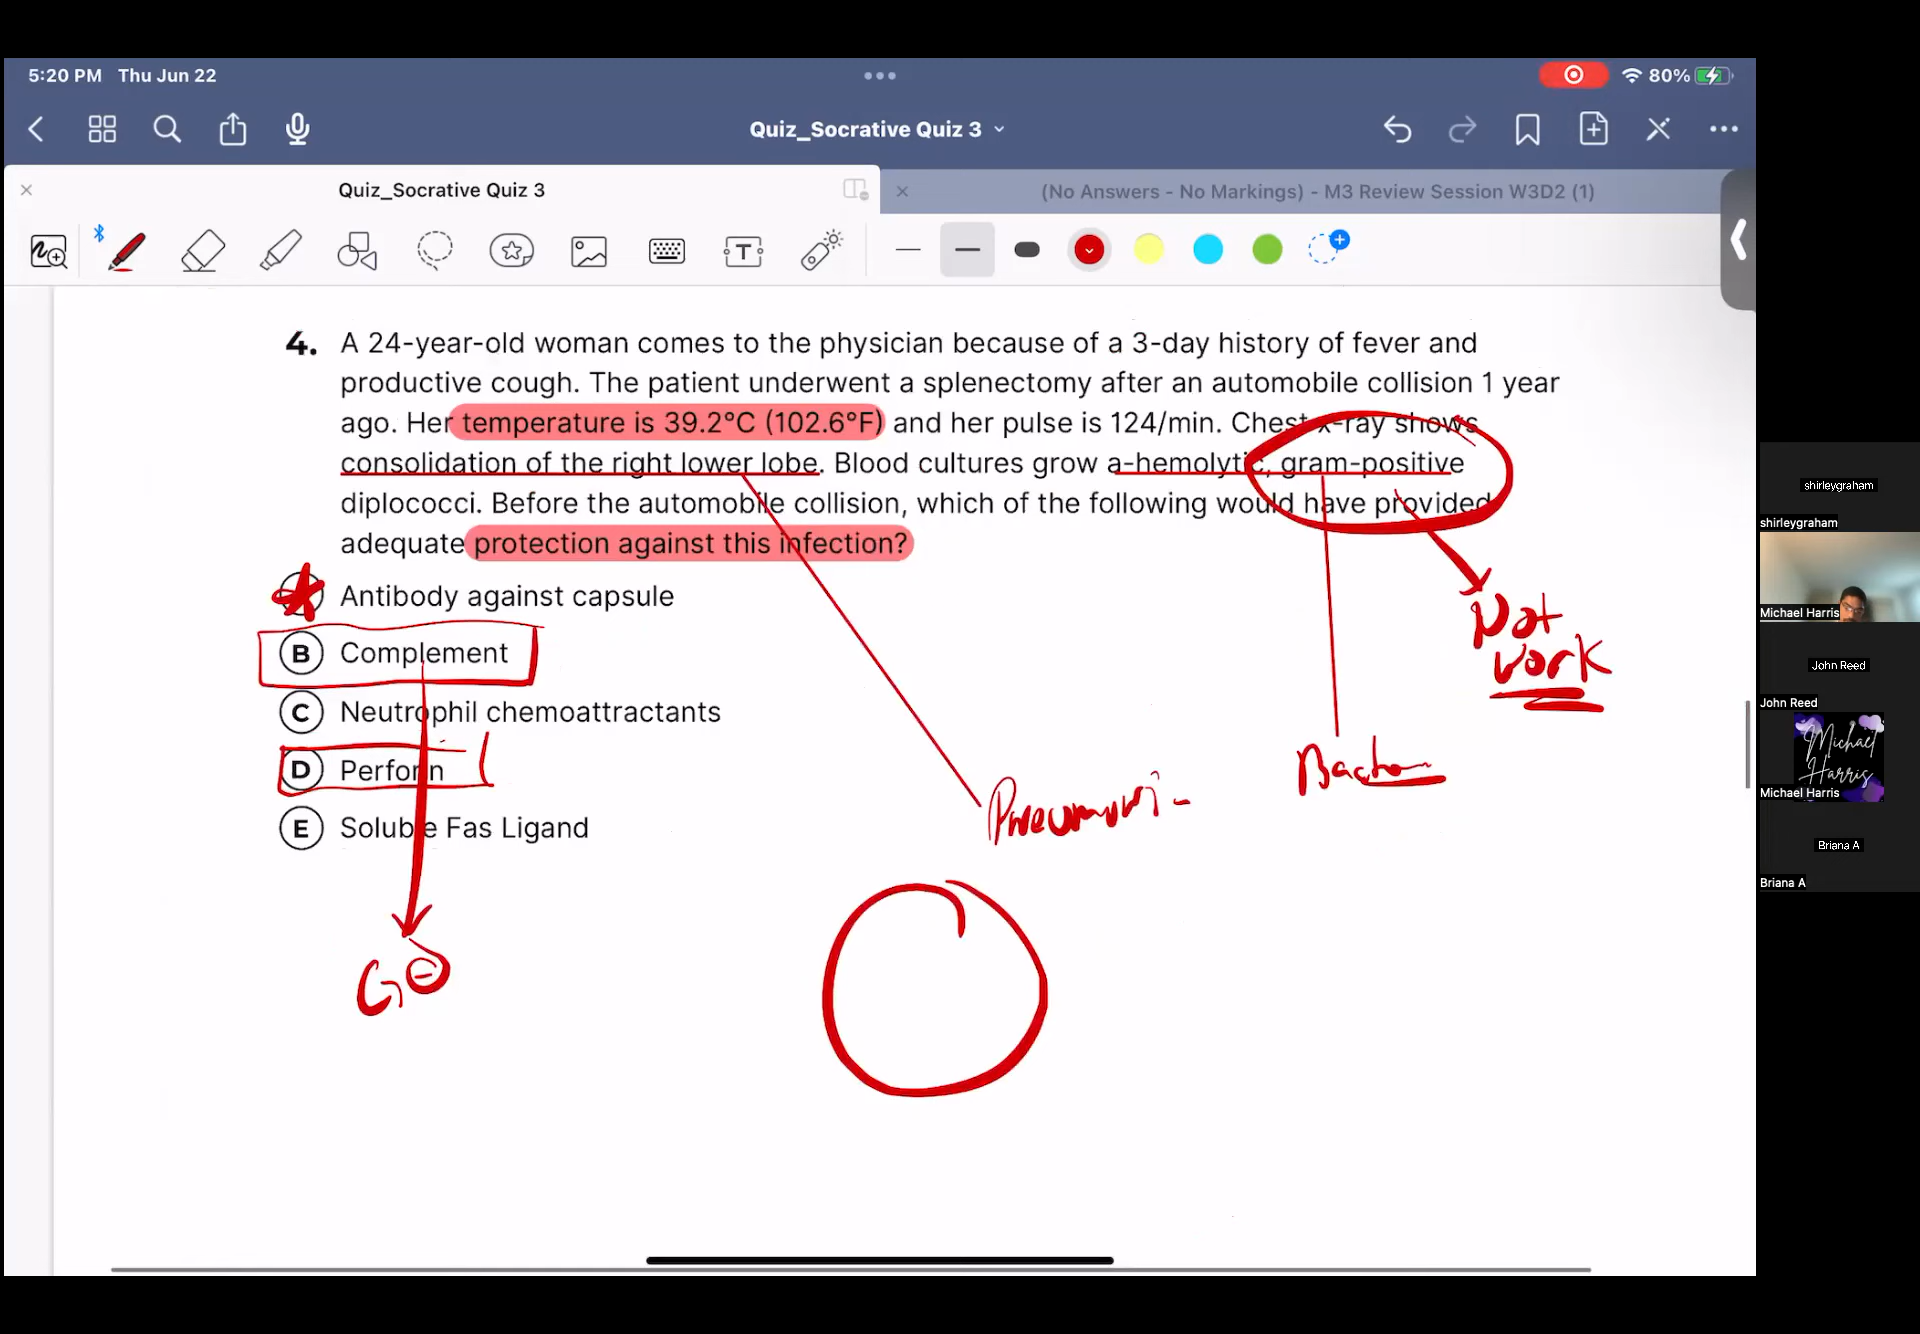 5:20 PM Thu Jun 22
80%
Quiz_Socrative Quiz 3
Quiz_Socrative Quiz 3
(No Answers - No Markings) - M3 Review Session W3D2 (1)
T
4. A 24-year-old woman comes to the physician because of a 3-day history of fever and
productive cough. The patient underwent a splenectomy after an automobile collision 1 year
ago. Her temperature is 39.2°C (102.6°F) and her pulse is 124/min. Chest x-ray shows
consolidation of the right lower lobe. Blood cultures grow a-hemolytic, gram-positive
diplococci. Before the automobile collision, which of the following would have provided
adequate protection against this infection?
Antibody against capsule
B Complement
C Neutrophil chemoattractants
D Perforin
E Soluble Fas Ligand
Not
work
Pneumoni-
G⊖
shirleygraham
shirleygraham
Michael Harris
John Reed
John Reed
Michael
Harris
Michael Harris
Briana A
Briana A